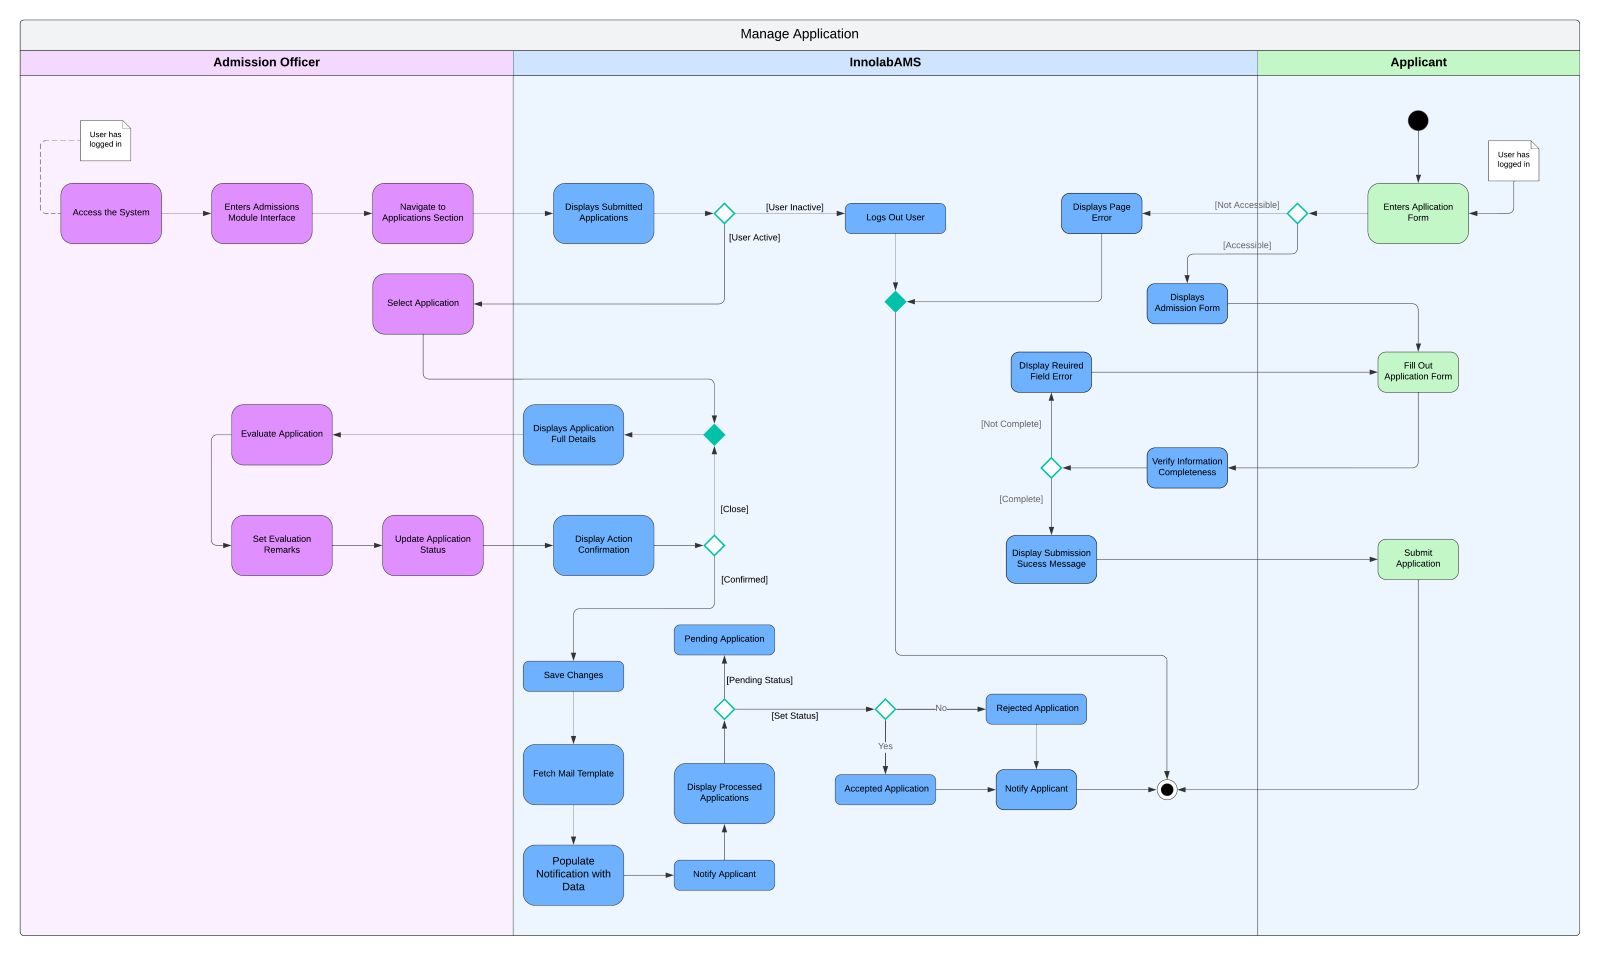 Manage Application
Admission Officer
InnolabAMS
Applicant
User has
logged in
User has
logged in
Access the System
Enters Admissions
Module Interface
Navigate to
Applications Section
Displays Submitted
Applications
[User Inactive]
[User Active]
Logs Out User
Displays Page
Error
[Not Accessible]
[Accessible]
Enters Apllication
Form
Select Application
Displays
Admission Form
DIsplay Reuired
Field Error
Fill Out
Application Form
[Not Complete]
Evaluate Application
Displays Application
Full Details
Verify Information
Completeness
[Complete]
[Close]
Set Evaluation
Remarks
Update Application
Status
Display Action
Confirmation
Display Submission
Sucess Message
Submit
Application
[Confirmed]
Pending Application
Save Changes
[Pending Status]
[Set Status]
No
Rejected Application
Yes
Fetch Mail Template
Display Processed
Applications
Accepted Application
Notify Applicant
Populate
Notification with
Data
Notify Applicant